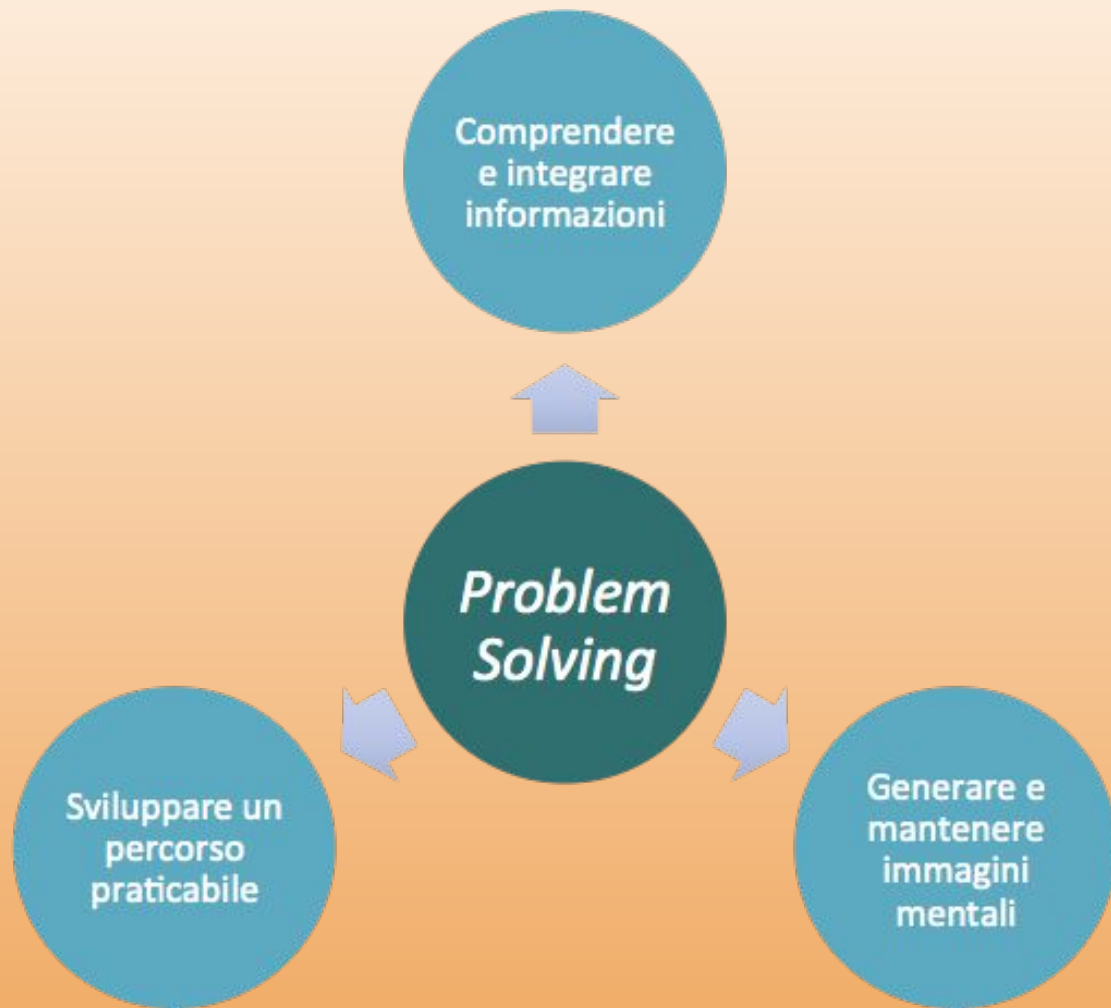 Comprendere
e integrare
informazioni
Problem
Solving
Sviluppare un
percorso
praticabile
Generare e
mantenere
immagini
mentali